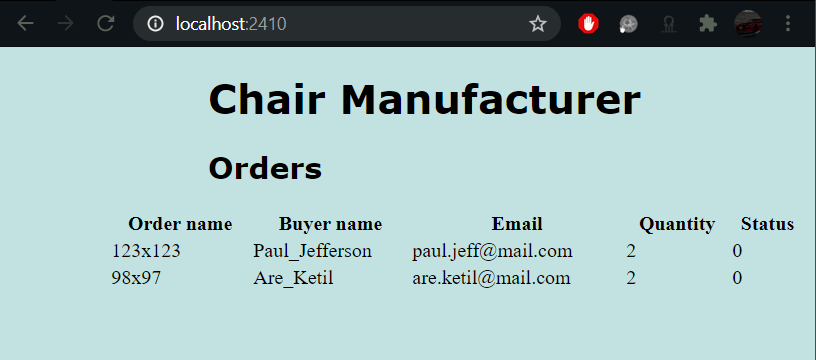 localhost:2410
Chair Manufacturer
Orders
Order name Buyer name Email Quantity Status
123x123 Paul_Jefferson paul.jeff@mail.com 2 0
98x97 Are_Ketil are.ketil@mail.com 2 0